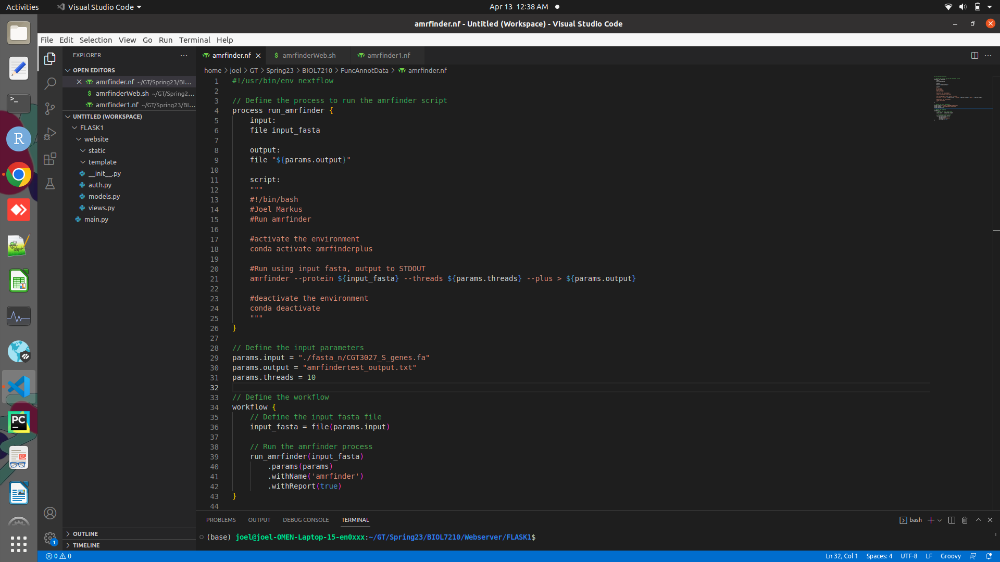 Activities
Visual Studio Code
Apr 13 12:38 AM
amrfinder.nf - Untitled (Workspace) - Visual Studio Code
File Edit Selection View Go Run Terminal Help
EXPLORER
OPEN EDITORS
amrfinder.nf ~/GT/Spring23/BI...
amrfinderWeb.sh ~/GT/Spring2...
amrfinder1.nf ~/GT/Spring23/BI...
UNTITLED (WORKSPACE)
FLASK1
website
static
template
__init__.py
auth.py
models.py
views.py
main.py
OUTLINE
TIMELINE
amrfinder.nf
amrfinderWeb.sh
amrfinder1.nf
home > joel > GT > Spring23 > BIOL7210 > FuncAnnotData > amrfinder.nf
1 #!/usr/bin/env nextflow
2
3 // Define the process to run the amrfinder script
4 process run_amrfinder {
5 input:
6 file input_fasta
7
8 output:
9 file "${params.output}"
10
11 script:
12 """
13 #!/bin/bash
14 #Joel Markus
15 #Run amrfinder
16
17 #activate the environment
18 conda activate amrfinderplus
19
20 #Run using input fasta, output to STDOUT
21 amrfinder --protein ${input_fasta} --threads ${params.threads} --plus > ${params.output}
22
23 #deactivate the environment
24 conda deactivate
25 """
26 }
27
28 // Define the input parameters
29 params.input = "./fasta_n/CGT3027_S_genes.fa"
30 params.output = "amrfindertest_output.txt"
31 params.threads = 10
32
33 // Define the workflow
34 workflow {
35 // Define the input fasta file
36 input_fasta = file(params.input)
37
38 // Run the amrfinder process
39 run_amrfinder(input_fasta)
40 .params(params)
41 .withName('amrfinder')
42 .withReport(true)
43 }
44
PROBLEMS OUTPUT DEBUG CONSOLE TERMINAL
bash
(base) joel@joel-OMEN-Laptop-15-en0xxx:~/GT/Spring23/BIOL7210/Webserver/FLASK1$
0 0
Ln 32, Col 1 Spaces: 4 UTF-8 LF Groovy
R
PC
1